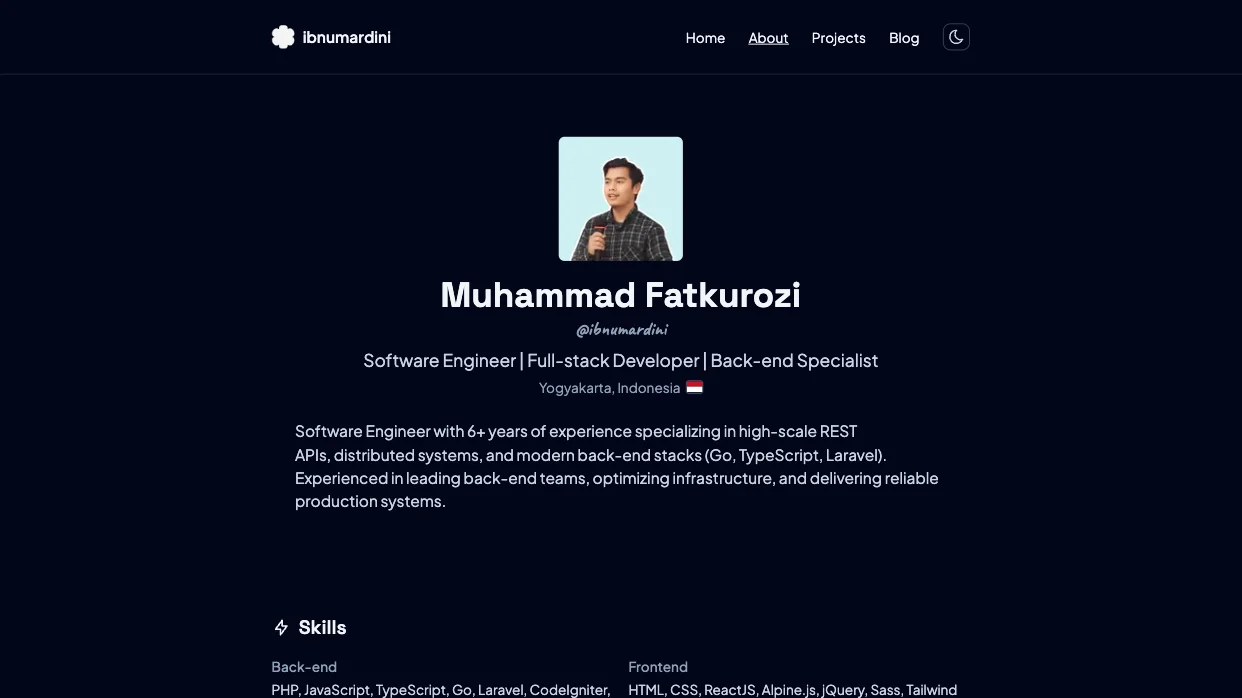 ibnumardini
Home About Projects Blog
Muhammad Fatkurozi
@ibnumardini
Software Engineer | Full-stack Developer | Back-end Specialist
Yogyakarta, Indonesia 🇮🇩
Software Engineer with 6+ years of experience specializing in high-scale REST
APIs, distributed systems, and modern back-end stacks (Go, TypeScript, Laravel).
Experienced in leading back-end teams, optimizing infrastructure, and delivering reliable
production systems.
Skills
Back-end
PHP, JavaScript, TypeScript, Go, Laravel, CodeIgniter,
Frontend
HTML, CSS, ReactJS, Alpine.js, jQuery, Sass, Tailwind